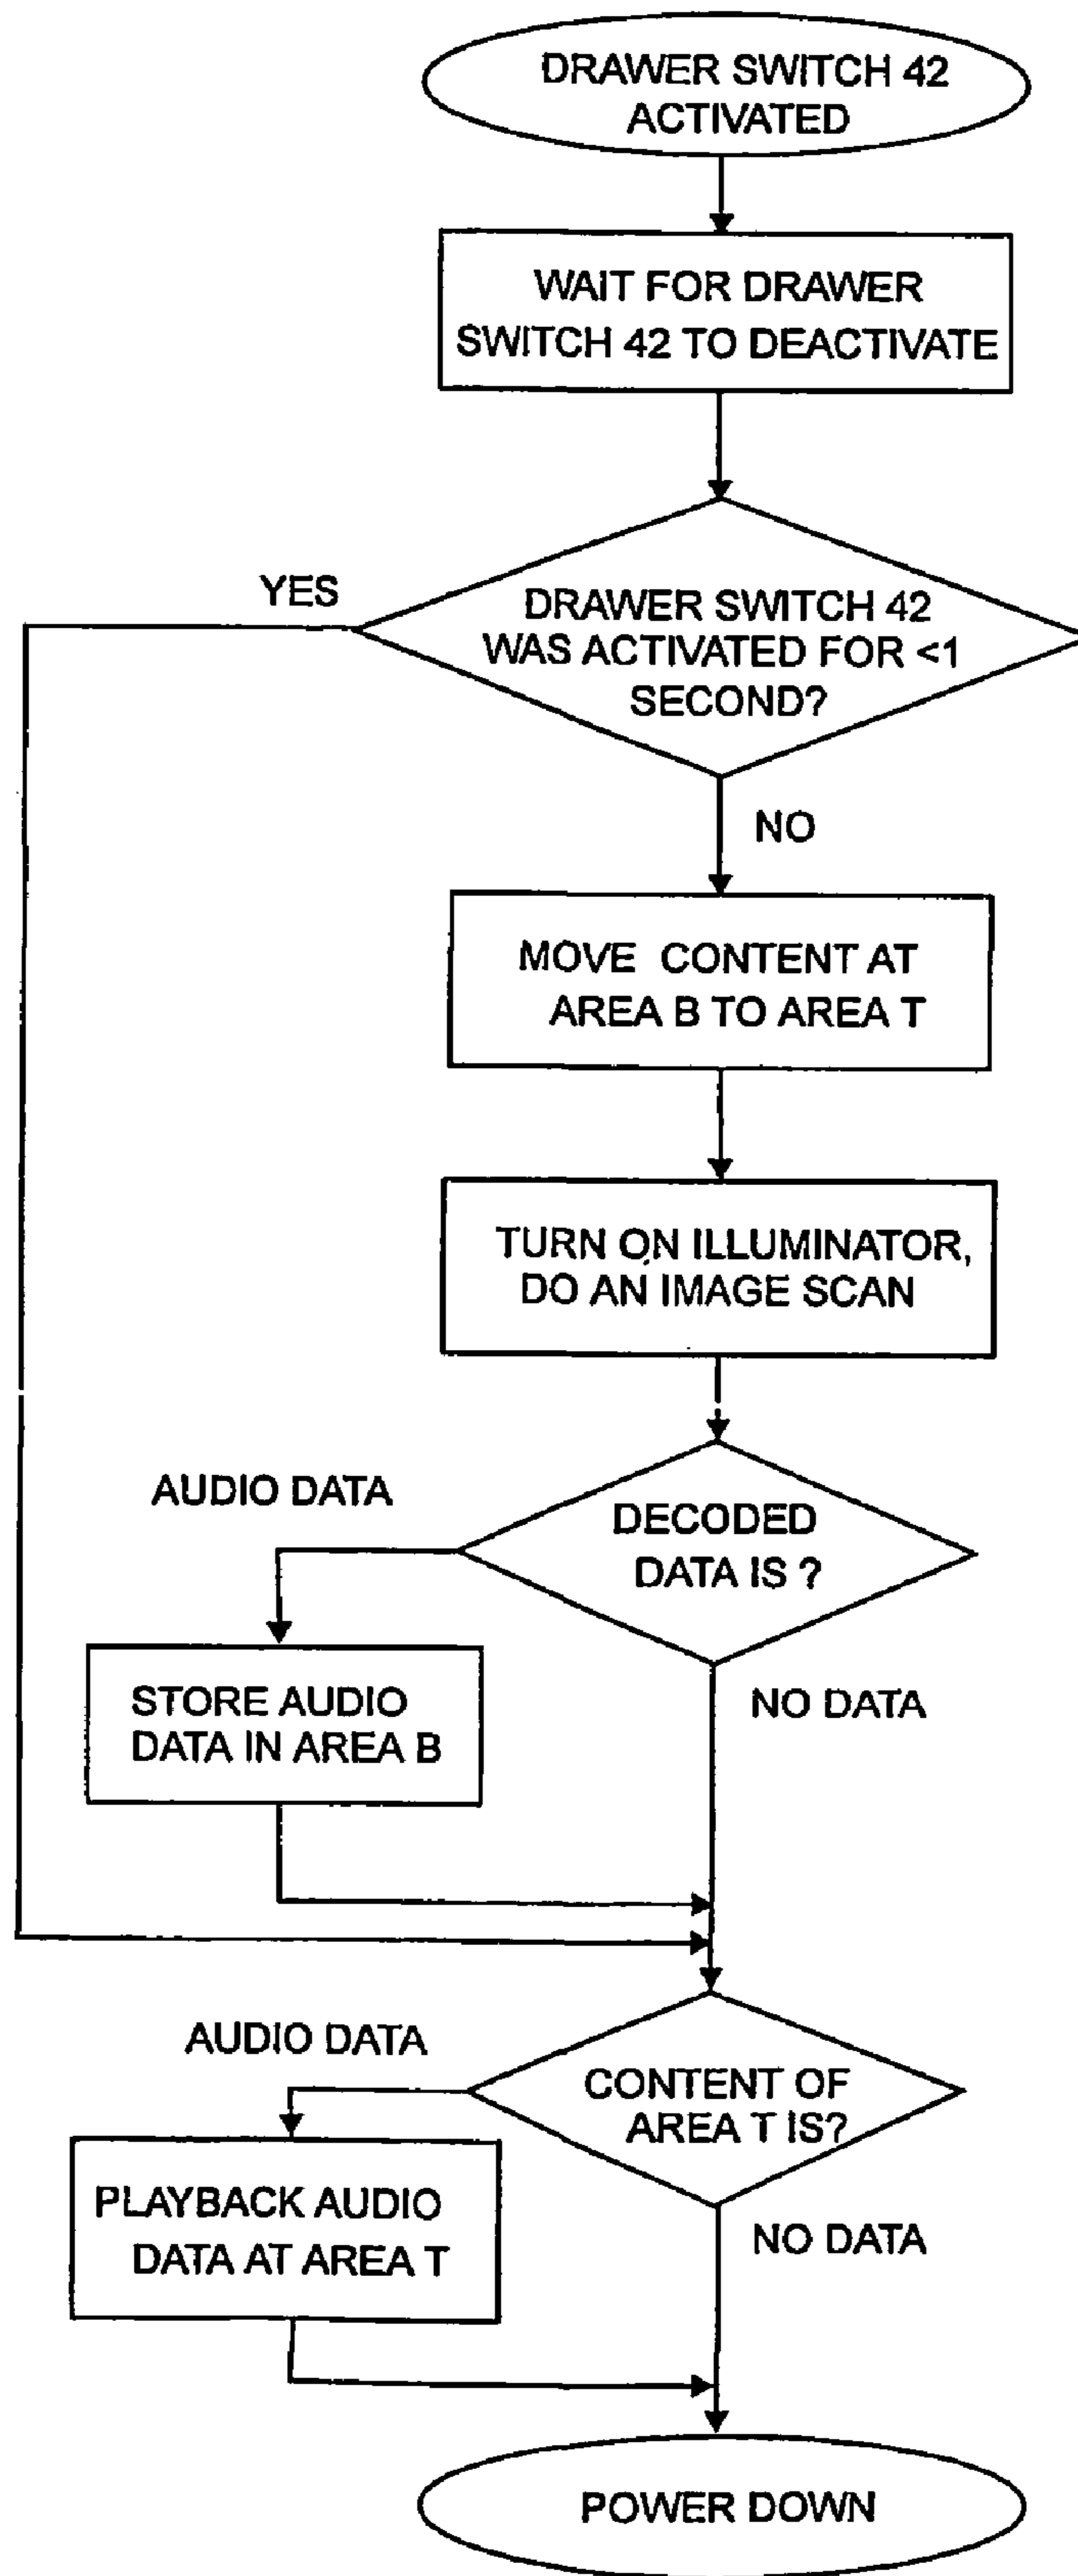 DRAWER SWITCH 42
ACTIVATED
WAIT FOR DRAWER
SWITCH 42 TO DEACTIVATE
YES
DRAWER SWITCH 42
WAS ACTIVATED FOR <1
SECOND?
NO
MOVE CONTENT AT
AREA B TO AREA T
TURN ON ILLUMINATOR,
DO AN IMAGE SCAN
AUDIO DATA
DECODED
DATA IS ?
STORE AUDIO
DATA IN AREA B
NO DATA
AUDIO DATA
CONTENT OF
AREA T IS?
PLAYBACK AUDIO
DATA AT AREA T
NO DATA
POWER DOWN